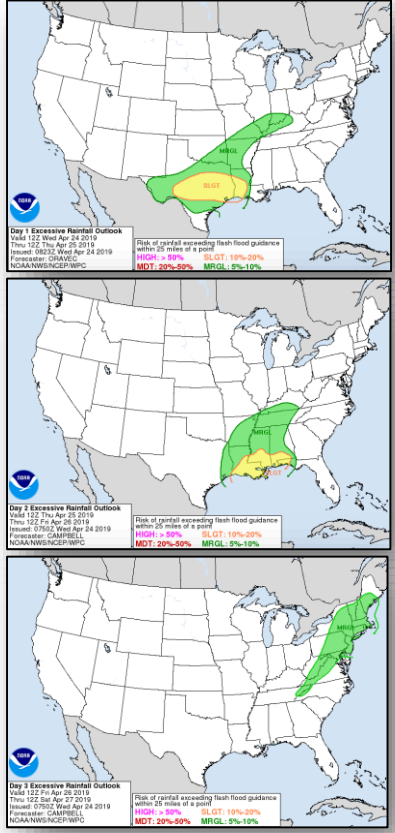 MRGL
SLGT
NOAA
Day 1 Excessive Rainfall Outlook
Valid 12Z Wed Apr 24 2019
Thru 12Z Thu Apr 25 2019
Issued: 0823Z Wed Apr 24 2019
Forecaster: ORAVEC
NOAA/NWS/NCEP/WPC
Risk of rainfall exceeding flash flood guidance
within 25 miles of a point
HIGH: > 50% SLGT: 10%-20%
MDT: 20%-50% MRGL: 5%-10%
MRGL
SLGT
NOAA
Day 2 Excessive Rainfall Outlook
Valid 12Z Thu Apr 25 2019
Thru 12Z Fri Apr 26 2019
Issued: 0750Z Wed Apr 24 2019
Forecaster: CAMPBELL
NOAA/NWS/NCEP/WPC
Risk of rainfall exceeding flash flood guidance
within 25 miles of a point
HIGH: > 50% SLGT: 10%-20%
MDT: 20%-50% MRGL: 5%-10%
MRGL
NOAA
Day 3 Excessive Rainfall Outlook
Valid 12Z Fri Apr 26 2019
Thru 12Z Sat Apr 27 2019
Issued: 0750Z Wed Apr 24 2019
Forecaster: CAMPBELL
NOAA/NWS/NCEP/WPC
Risk of rainfall exceeding flash flood guidance
within 25 miles of a point
HIGH: > 50% SLGT: 10%-20%
MDT: 20%-50% MRGL: 5%-10%